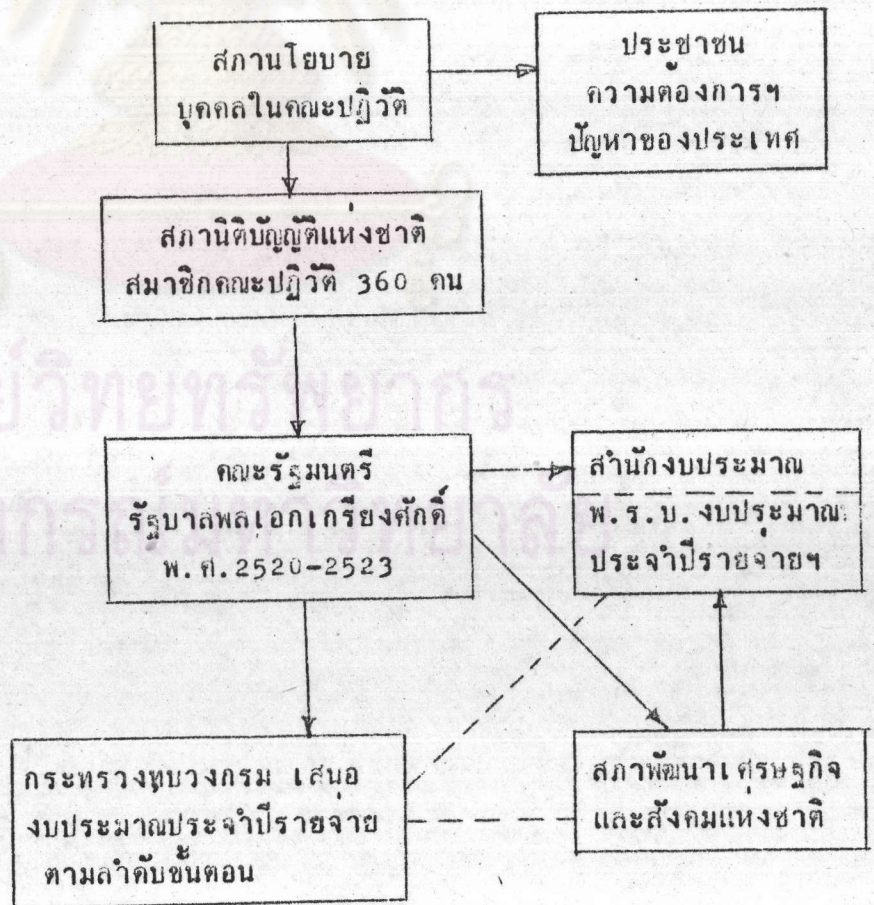 สภานโยบาย
บุคคลในคณะปฏิวัติ
ประชาชน
ความต้องการฯ
ปัญหาของประเทศ
สภานิติบัญญัติแห่งชาติ
สมาชิกคณะปฏิวัติ 360 คน
คณะรัฐมนตรี
รัฐบาลพลเอกเกรียงศักดิ์
พ.ศ.2520-2523
สำนักงบประมาณ
พ.ร.บ.งบประมาณ
ประจำปีรายจ่ายฯ
กระทรวงทบวงกรม เสนอ
งบประมาณประจำปีรายจ่าย
ตามลำดับขั้นตอน
สภาพัฒนาเศรษฐกิจ
และสังคมแห่งชาติ